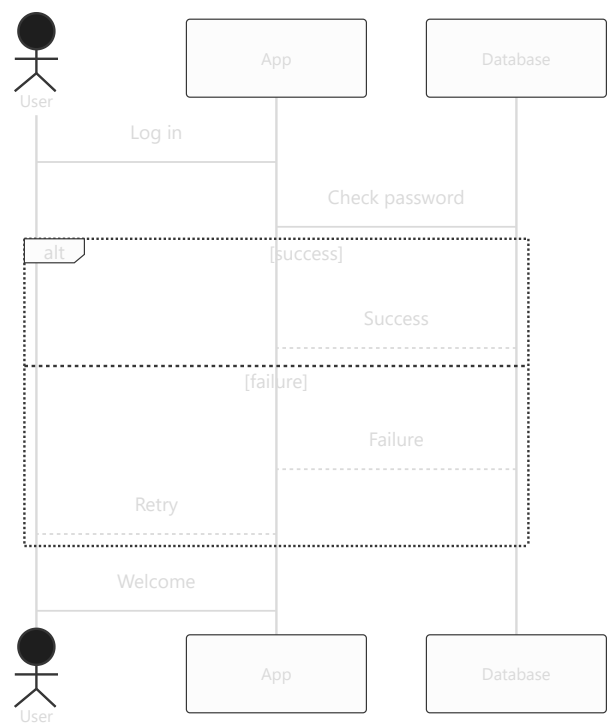 User
App
Database
Log in
Check password
alt
[success]
Success
[failure]
Failure
Retry
Welcome
User
App
Database